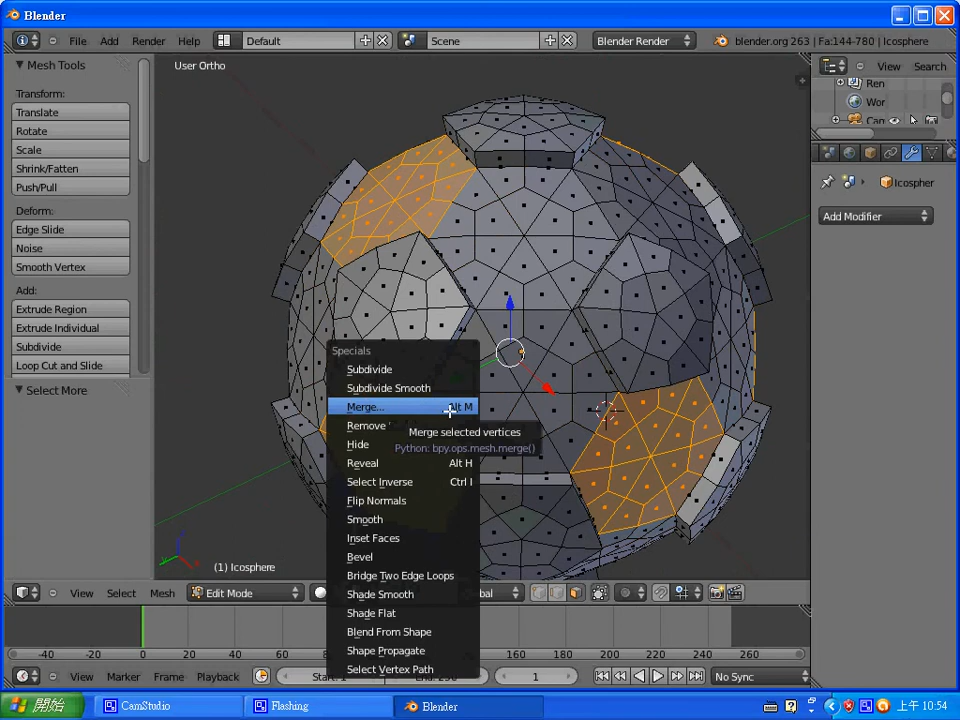 Blender
File Add Render Help Default Scene Blender Render blender.org 263 | Fa:144-780 | Icosphere
Mesh Tools
User Ortho
View Search
Transform:
Ren
Translate
Wor
Rotate
Scale
Shrink/Fatten
Push/Pull
Icospher
Deform:
Add Modifier
Edge Slide
Noise
Smooth Vertex
Add:
Extrude Region
Extrude Individual
Subdivide
Loop Cut and Slide
Select More
Specials
Subdivide
Subdivide Smooth
Merge...
Remove
Merge selected vertices
Hide
Python: bpy.ops.mesh.merge()
Reveal Alt H
Select Inverse Ctrl I
Flip Normals
Smooth
Inset Faces
Bevel
Bridge Two Edge Loops
Shade Smooth
Shade Flat
Blend From Shape
Shape Propagate
Select Vertex Path
(1) Icosphere
View Select Mesh Edit Mode
-40 -20 0 20 40 60 80 160 180 200 220 240 260
View Marker Frame Playback 1 No Sync
開始 CamStudio Flashing Blender 上午 10:54